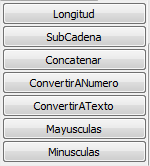 Longitud
SubCadena
Concatenar
ConvertirANumero
ConvertirATexto
Mayusculas
Minusculas